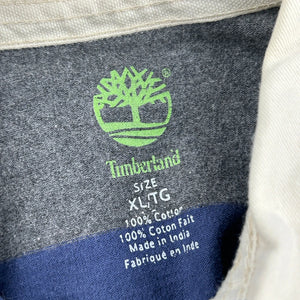 ®
Timberland
SIZE
XL/TG
100% Cotton
100% Coton Fait
Made in India
Fabriqué en Inde